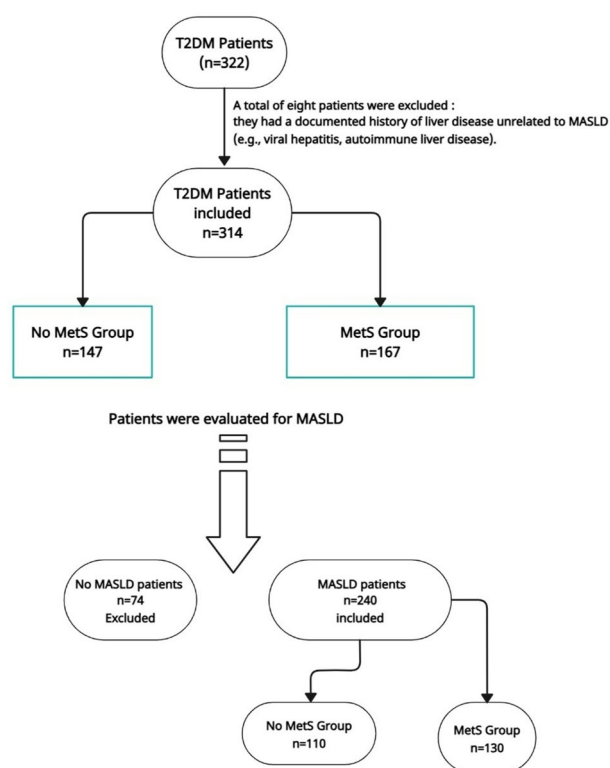 T2DM Patients
(n=322)
A total of eight patients were excluded :
they had a documented history of liver disease unrelated to MASLD
(e.g., viral hepatitis, autoimmune liver disease).
T2DM Patients
included
n=314
No MetS Group
n=147
MetS Group
n=167
Patients were evaluated for MASLD
No MASLD patients
n=74
Excluded
MASLD patients
n=240
included
No MetS Group
n=110
MetS Group
n=130